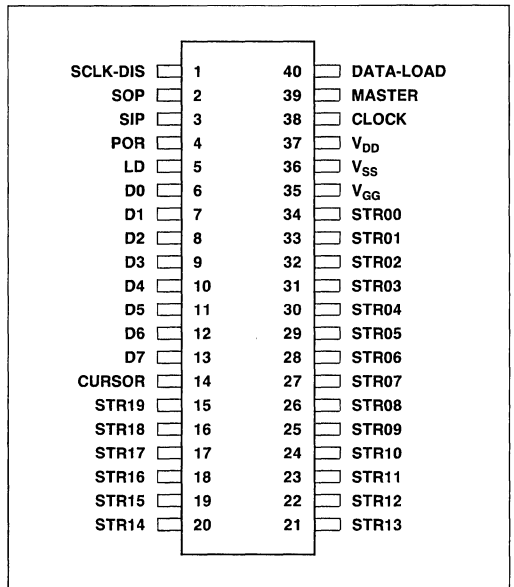 SCLK-DIS 1 40 DATA-LOAD
SOP 2 39 MASTER
SIP 3 38 CLOCK
POR 4 37 VDD
LD 5 36 VSS
D0 6 35 VGG
D1 7 34 STR00
D2 8 33 STR01
D3 9 32 STR02
D4 10 31 STR03
D5 11 30 STR04
D6 12 29 STR05
D7 13 28 STR06
CURSOR 14 27 STR07
STR19 15 26 STR08
STR18 16 25 STR09
STR17 17 24 STR10
STR16 18 23 STR11
STR15 19 22 STR12
STR14 20 21 STR13